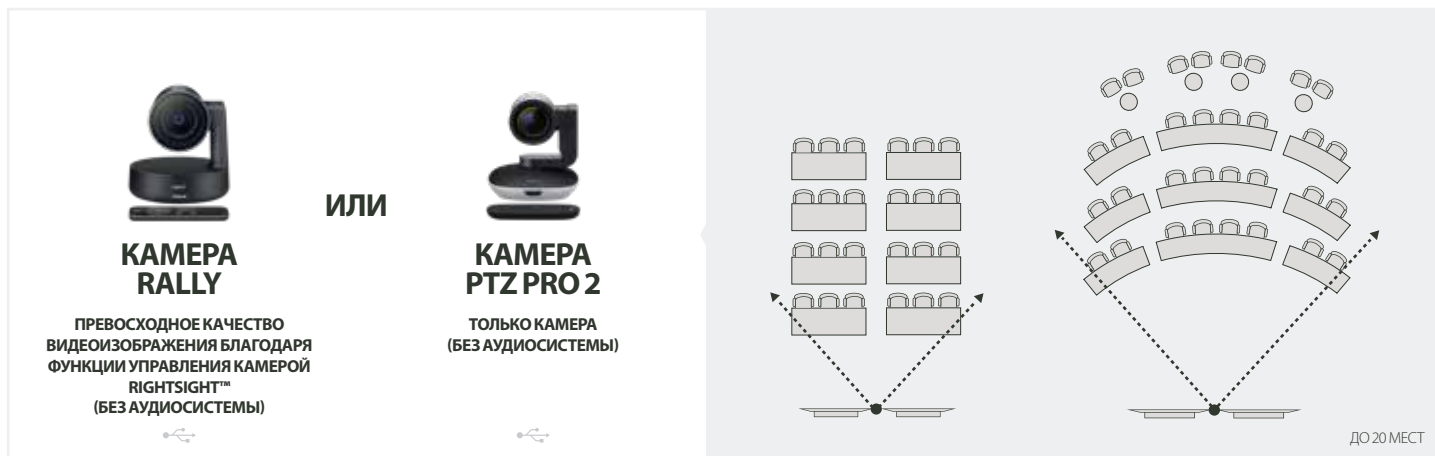 ИЛИ
КАМЕРА
RALLY
ПРЕВОСХОДНОЕ КАЧЕСТВО
ВИДЕОИЗОБРАЖЕНИЯ БЛАГОДАРЯ
ФУНКЦИИ УПРАВЛЕНИЯ КАМЕРОЙ
RIGHTSIGHT™
(БЕЗ АУДИОСИСТЕМЫ)
КАМЕРА
PTZ PRO 2
ТОЛЬКО КАМЕРА
(БЕЗ АУДИОСИСТЕМЫ)
ДО 20 МЕСТ